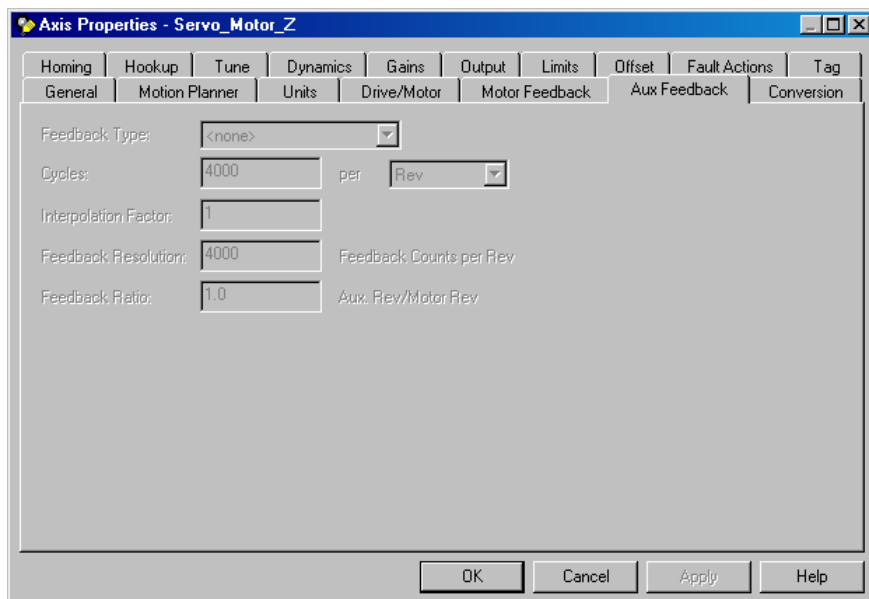 Axis Properties - Servo_Motor_Z
Homing Hookup Tune Dynamics Gains Output Limits Offset Fault Actions Tag
General Motion Planner Units Drive/Motor Motor Feedback Aux Feedback Conversion
Feedback Type: <none>
Cycles: 4000 per Rev
Interpolation Factor: 1
Feedback Resolution: 4000 Feedback Counts per Rev
Feedback Ratio: 1.0 Aux. Rev/Motor Rev
OK Cancel Apply Help